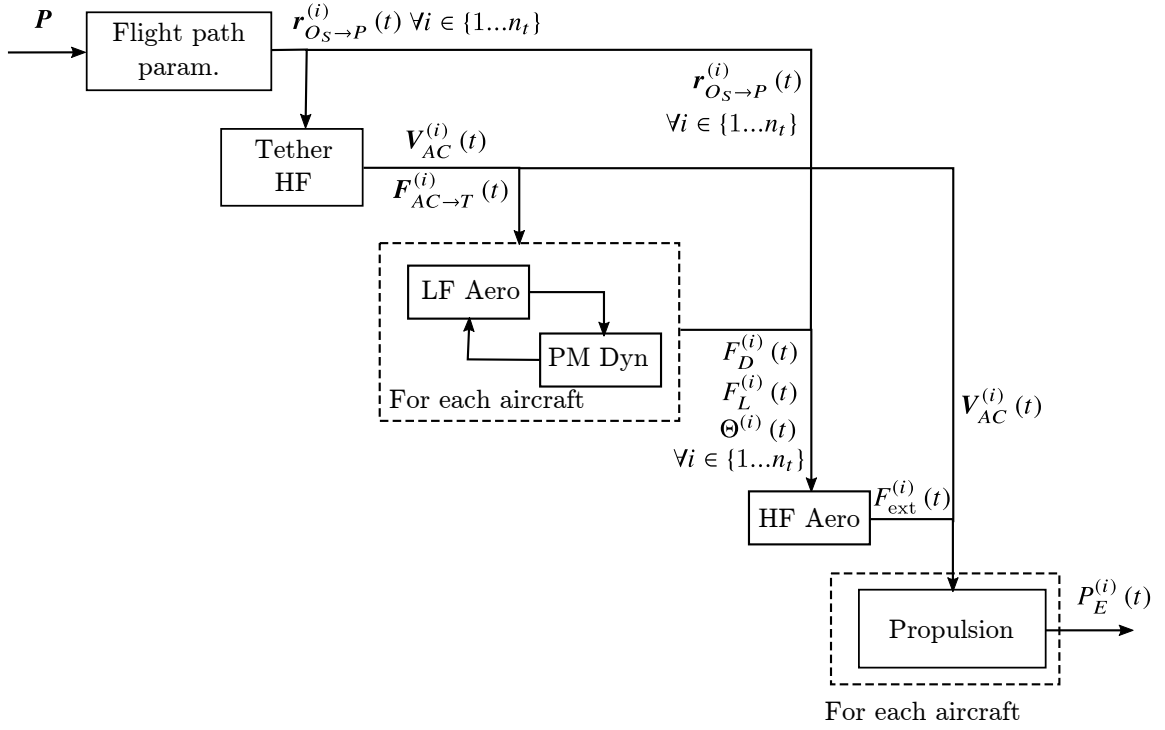 P
Flight path
param.
r_{O_S→P}^{(i)} (t) ∀i ∈ {1...n_t}
r_{O_S→P}^{(i)} (t)
∀i ∈ {1...n_t}
Tether
HF
V_{AC}^{(i)} (t)
F_{AC→T}^{(i)} (t)
LF Aero
PM Dyn
For each aircraft
F_D^{(i)} (t)
F_L^{(i)} (t)
Θ^{(i)} (t)
∀i ∈ {1...n_t}
V_{AC}^{(i)} (t)
HF Aero
F_{ext}^{(i)} (t)
Propulsion
P_E^{(i)} (t)
For each aircraft